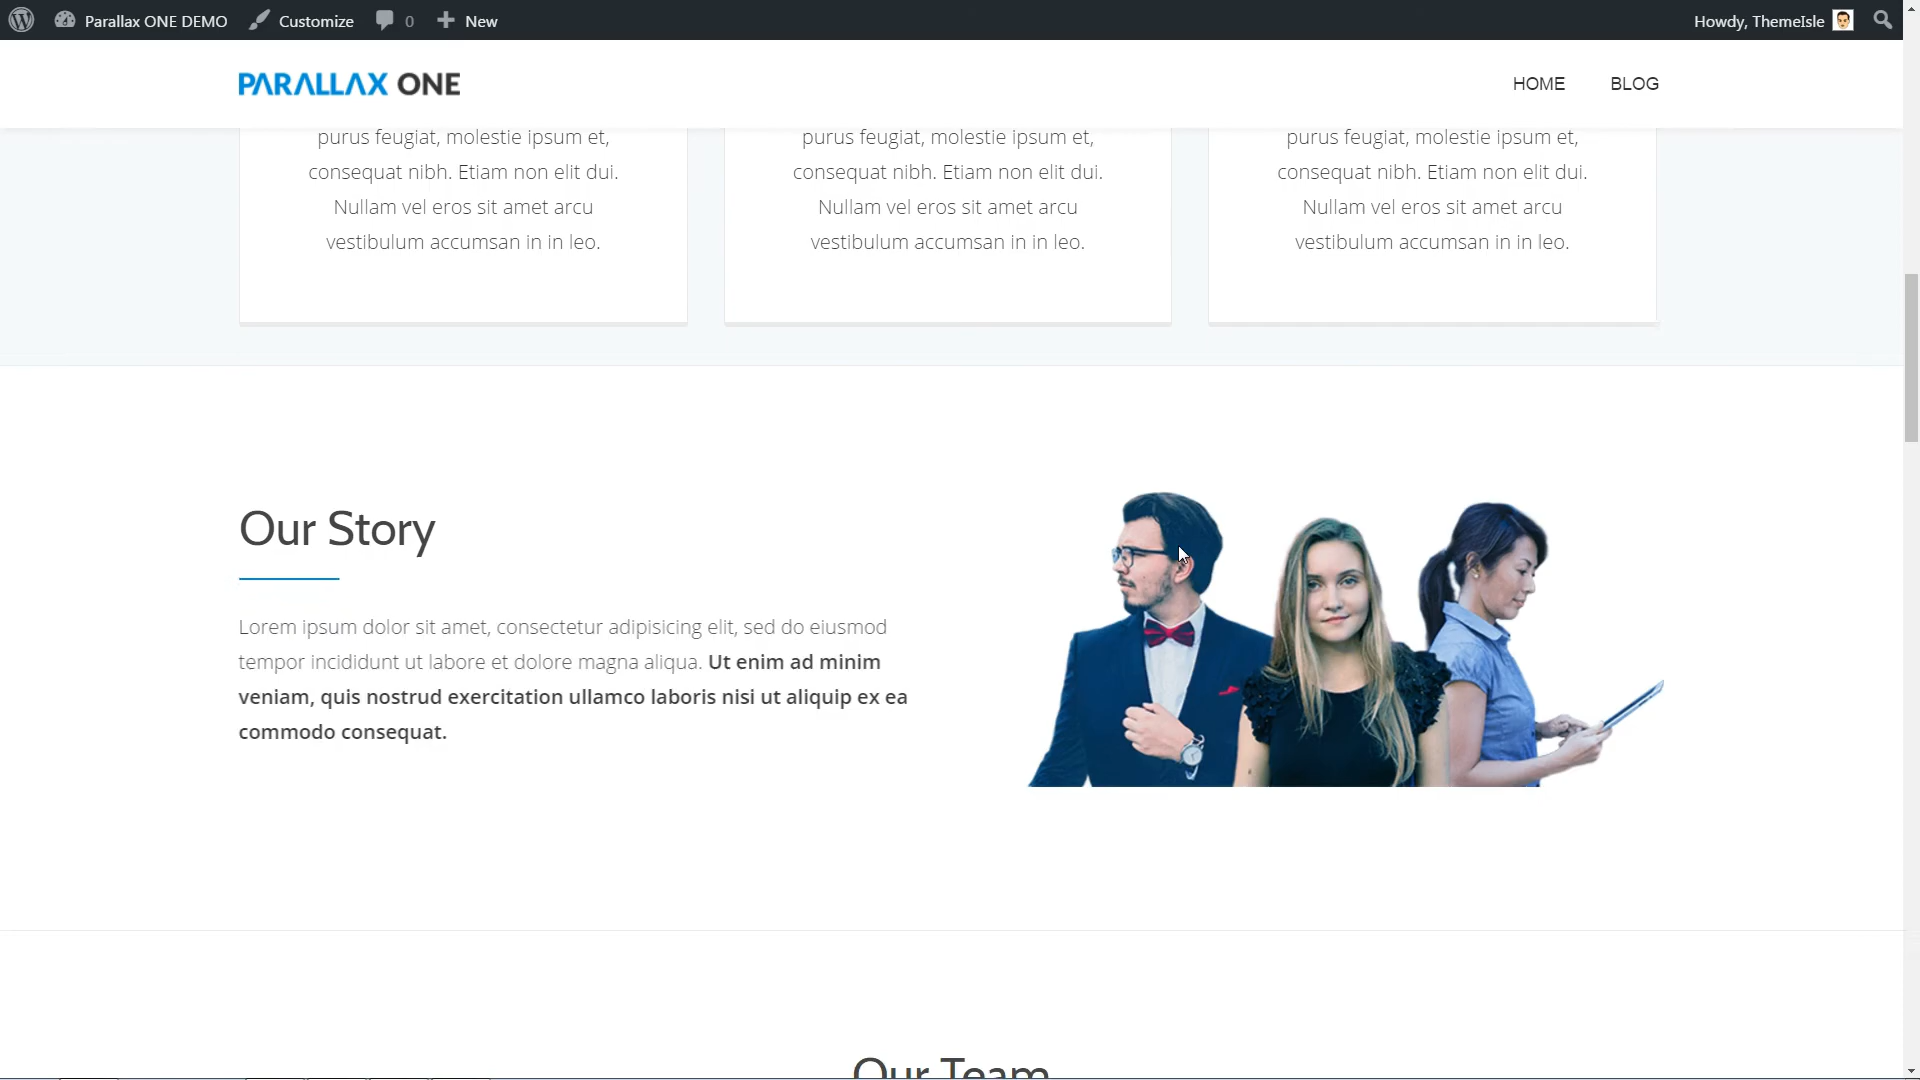 Parallax ONE DEMO Customize 0 New Howdy, ThemeIsle
PARALLAX ONE HOME BLOG
purus feugiat, molestie ipsum et,
consequat nibh. Etiam non elit dui.
Nullam vel eros sit amet arcu
vestibulum accumsan in in leo.
purus feugiat, molestie ipsum et,
consequat nibh. Etiam non elit dui.
Nullam vel eros sit amet arcu
vestibulum accumsan in in leo.
purus feugiat, molestie ipsum et,
consequat nibh. Etiam non elit dui.
Nullam vel eros sit amet arcu
vestibulum accumsan in in leo.
Our Story
Lorem ipsum dolor sit amet, consectetur adipisicing elit, sed do eiusmod
tempor incididunt ut labore et dolore magna aliqua. Ut enim ad minim
veniam, quis nostrud exercitation ullamco laboris nisi ut aliquip ex ea
commodo consequat.
Our Team